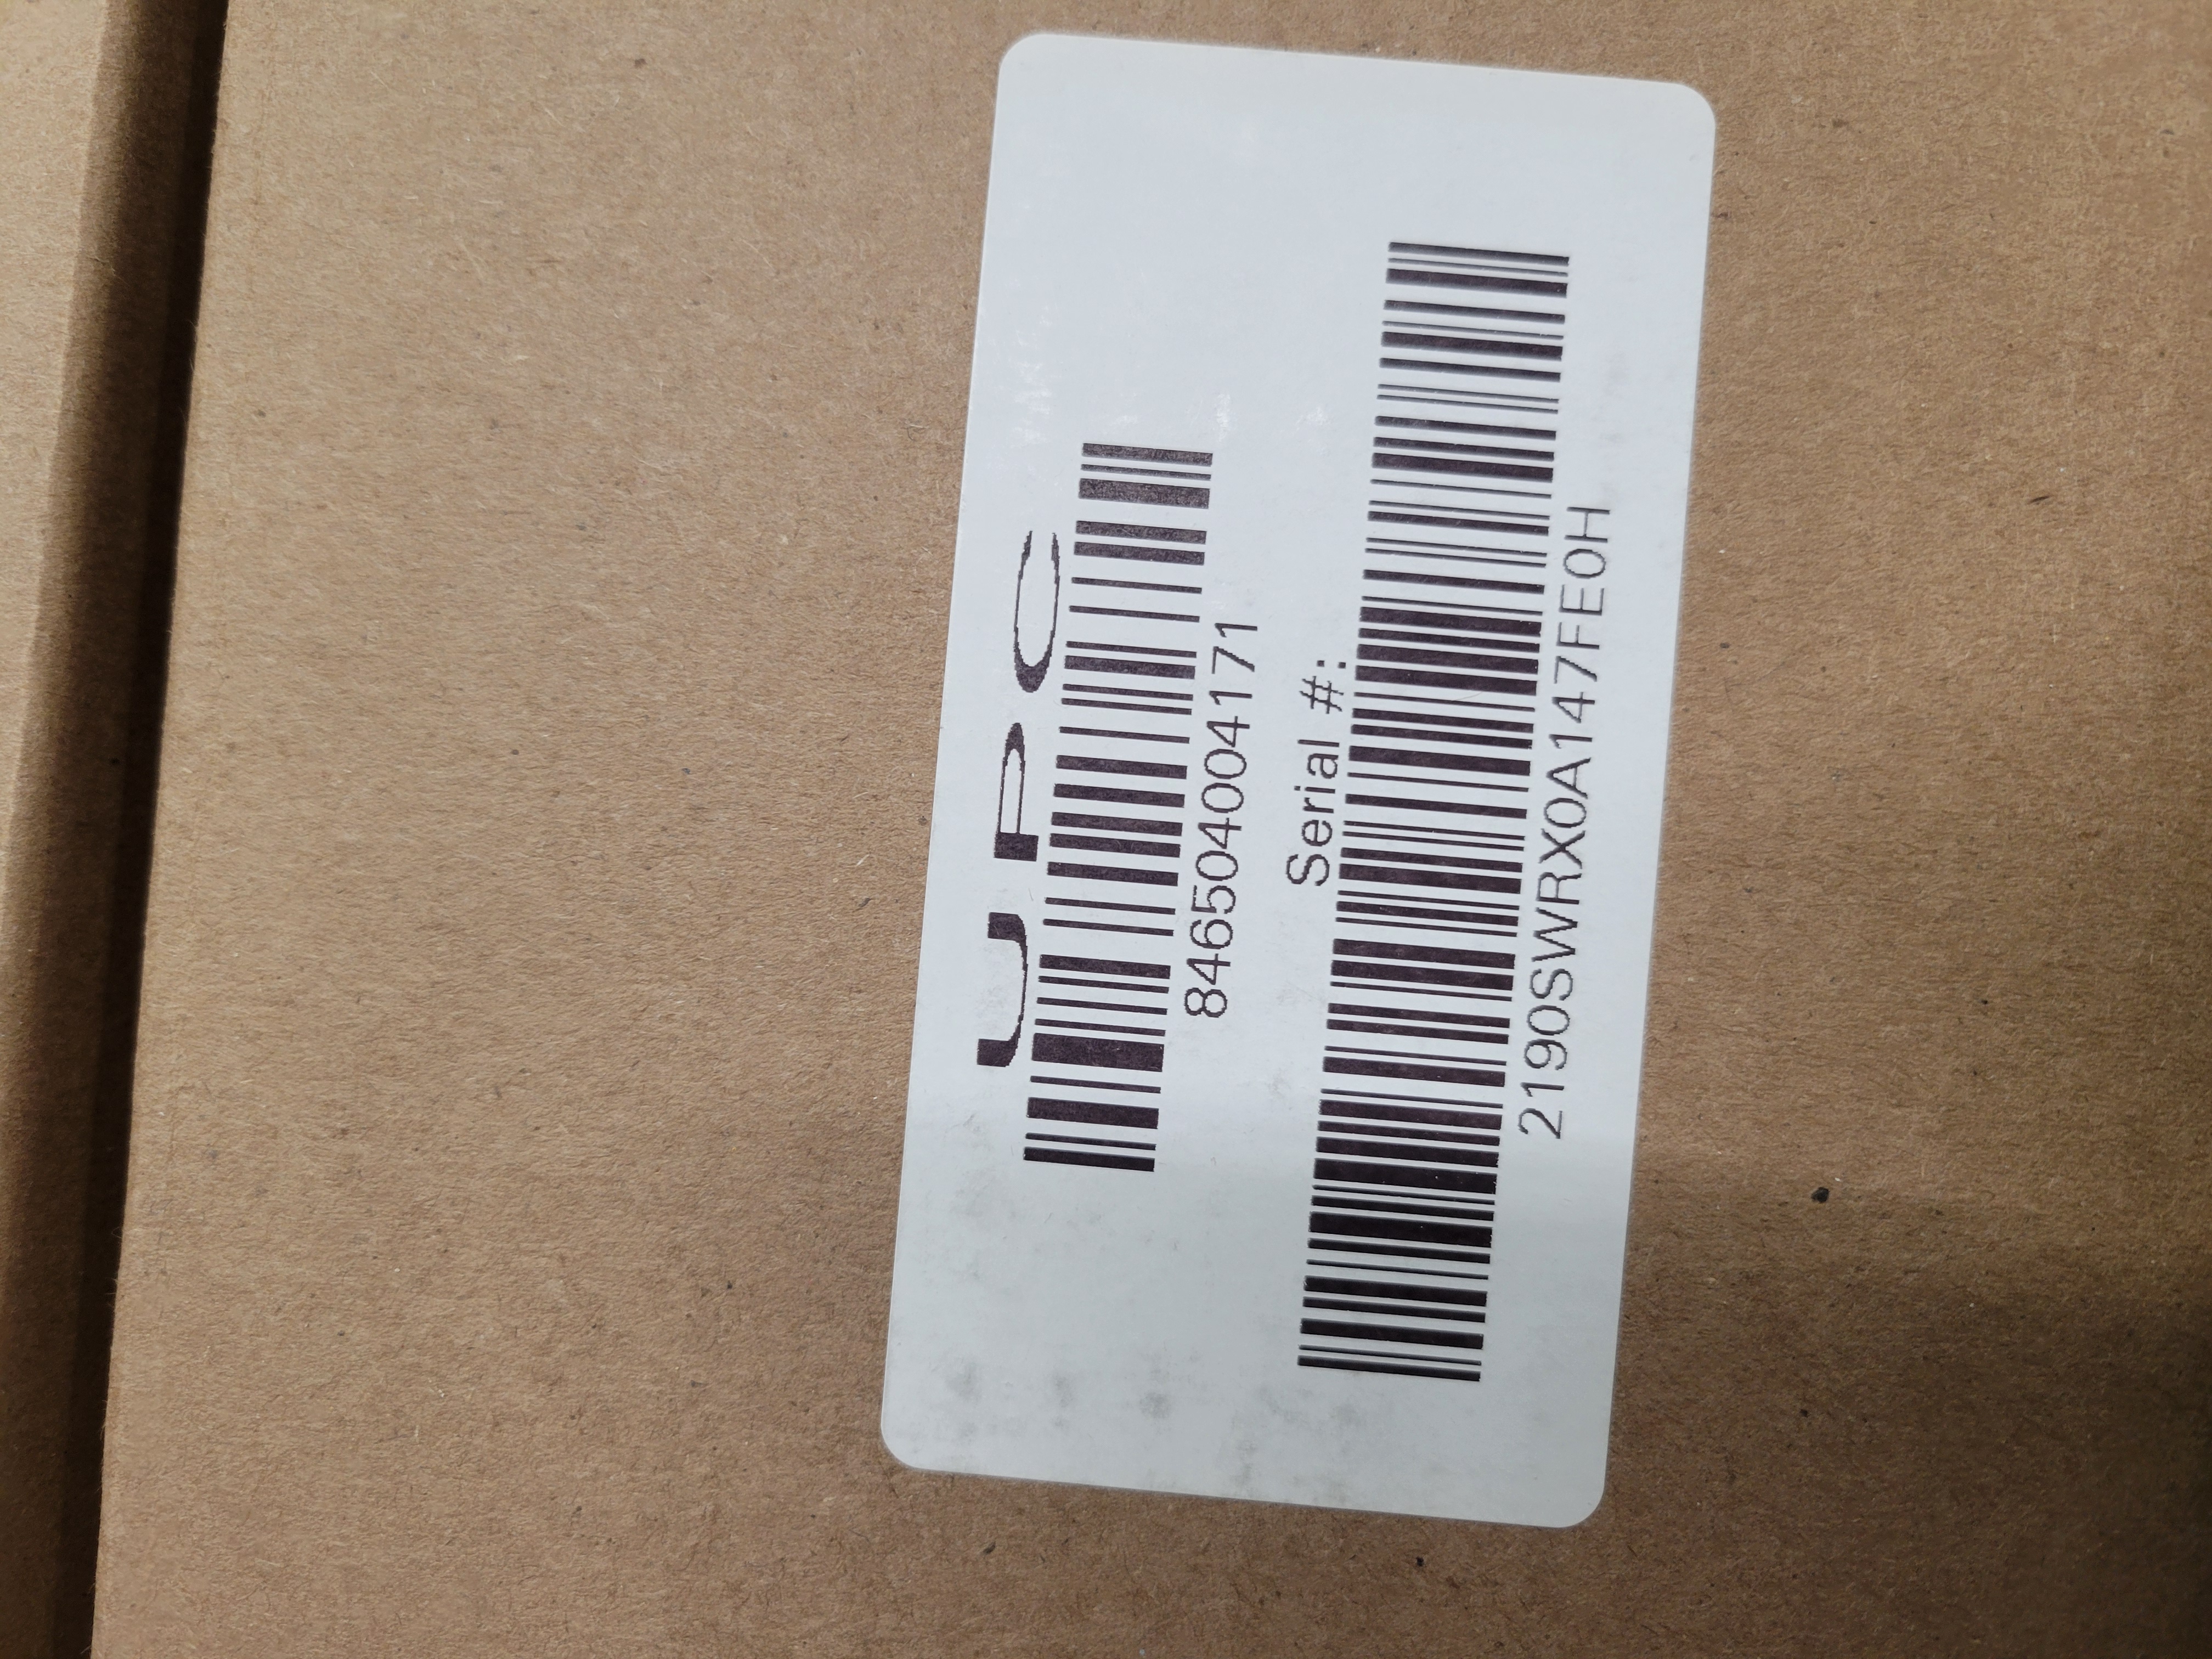 UPC
846504004171
Serial #:
2190SWRX0A147FE0H